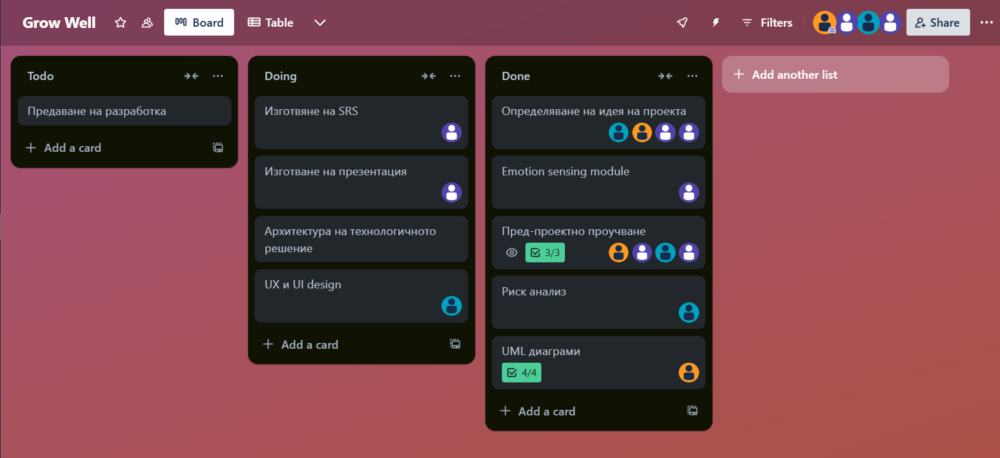 Grow Well
Board
Table
Filters
Share
Todo
Предаване на разработка
Add a card
Doing
Изготвяне на SRS
Изготване на презентация
Архитектура на технологичното
решение
UX и UI design
Add a card
Done
Определяване на идея на проекта
Emotion sensing module
Пред-проектно проучване
3/3
Риск анализ
UML диаграми
4/4
Add a card
Add another list